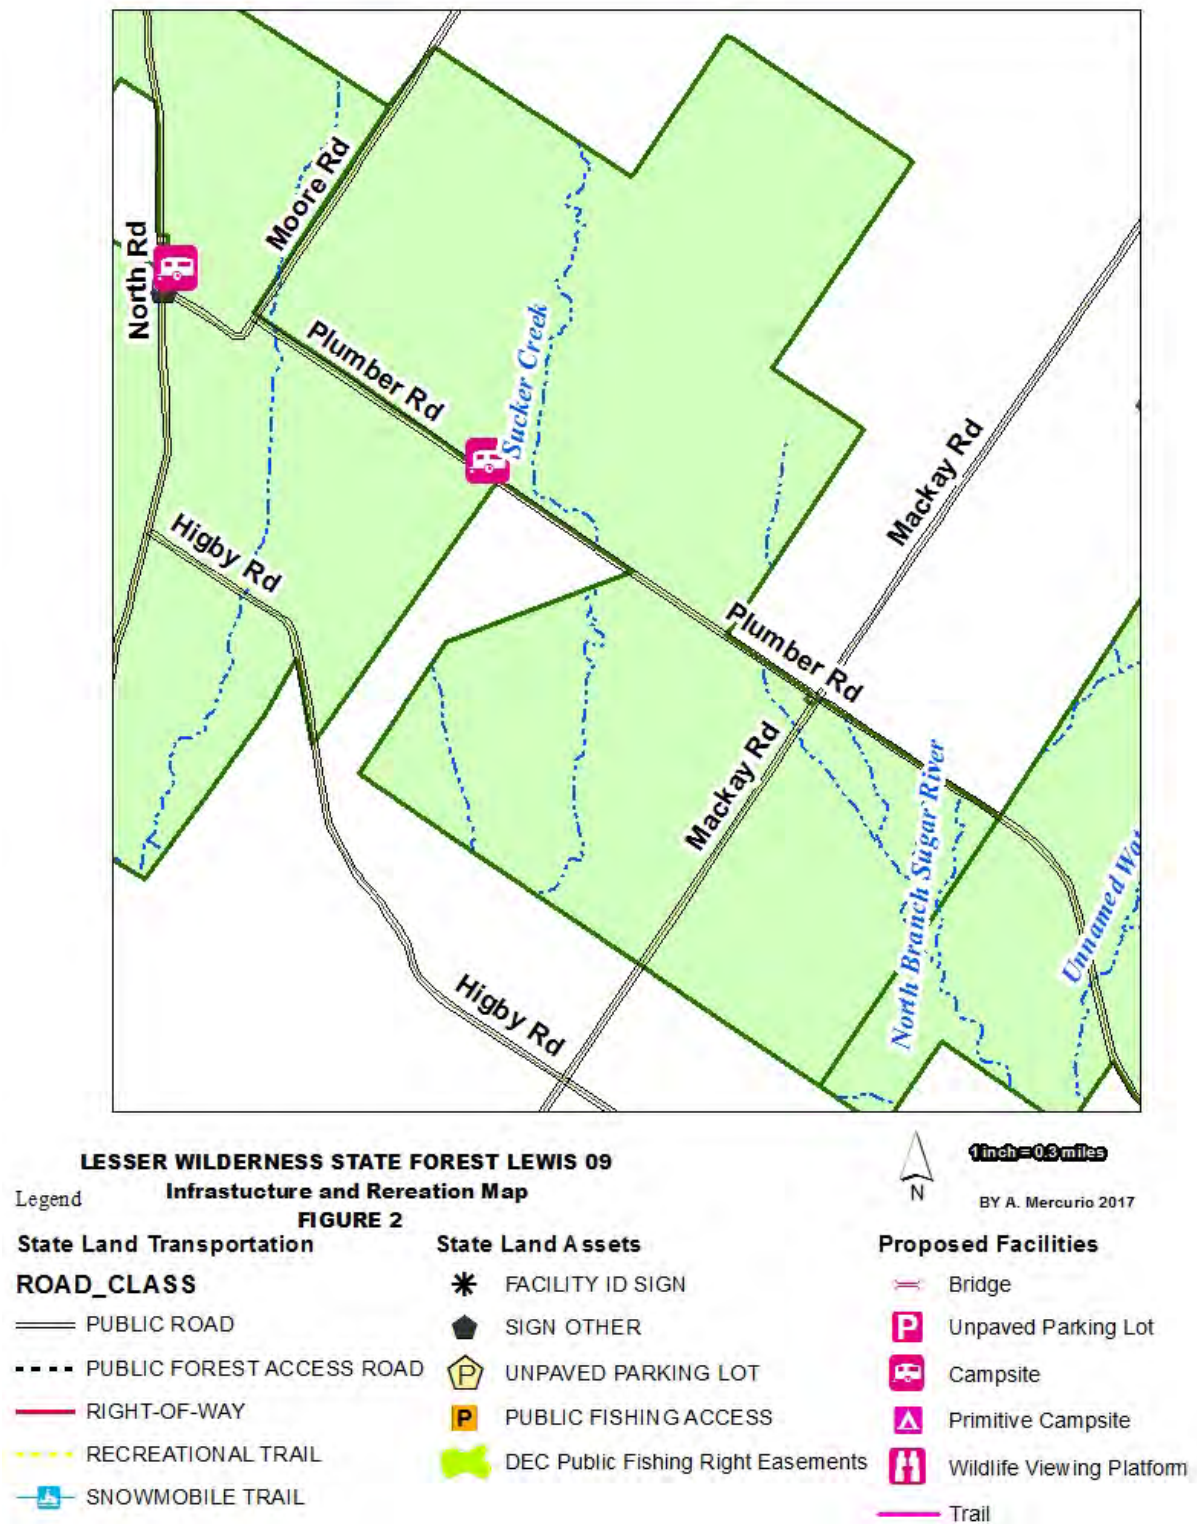 Moore Rd
North Rd
Plumber Rd
Sucker Creek
Mackay Rd
Higby Rd
Plumber Rd
Mackay Rd
North Branch Sugar River
Unnamed Wat
Higby Rd
1 inch = 0.3 miles
N
BY A. Mercurio 2017
LESSER WILDERNESS STATE FOREST LEWIS 09
Infrastucture and Rereation Map
FIGURE 2
Legend
State Land Transportation
ROAD_CLASS
PUBLIC ROAD
PUBLIC FOREST ACCESS ROAD
RIGHT-OF-WAY
RECREATIONAL TRAIL
SNOWMOBILE TRAIL
State Land Assets
FACILITY ID SIGN
SIGN OTHER
P UNPAVED PARKING LOT
P PUBLIC FISHING ACCESS
DEC Public Fishing Right Easements
Proposed Facilities
Bridge
P Unpaved Parking Lot
Campsite
Primitive Campsite
Wildlife Viewing Platform
Trail